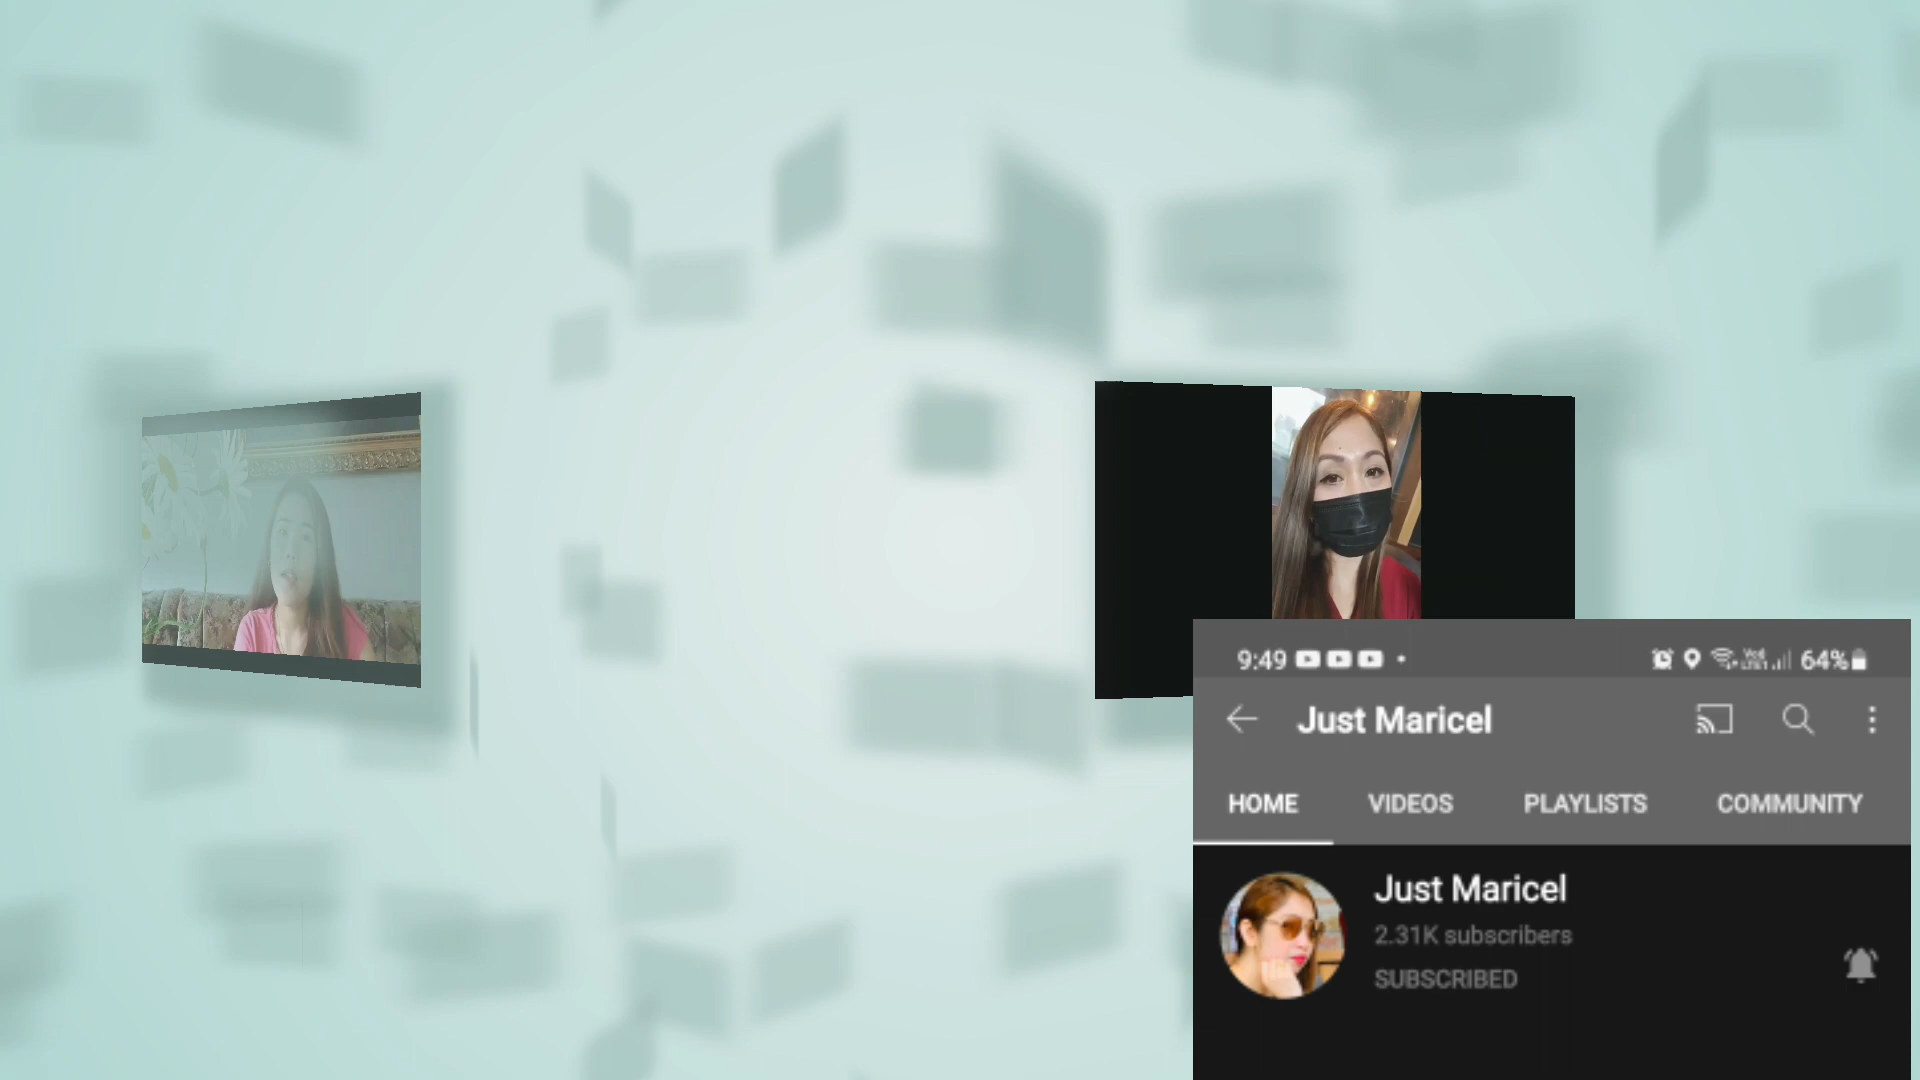 9:49 64%
Just Maricel
HOME VIDEOS PLAYLISTS COMMUNITY
Just Maricel
2.31K subscribers
SUBSCRIBED